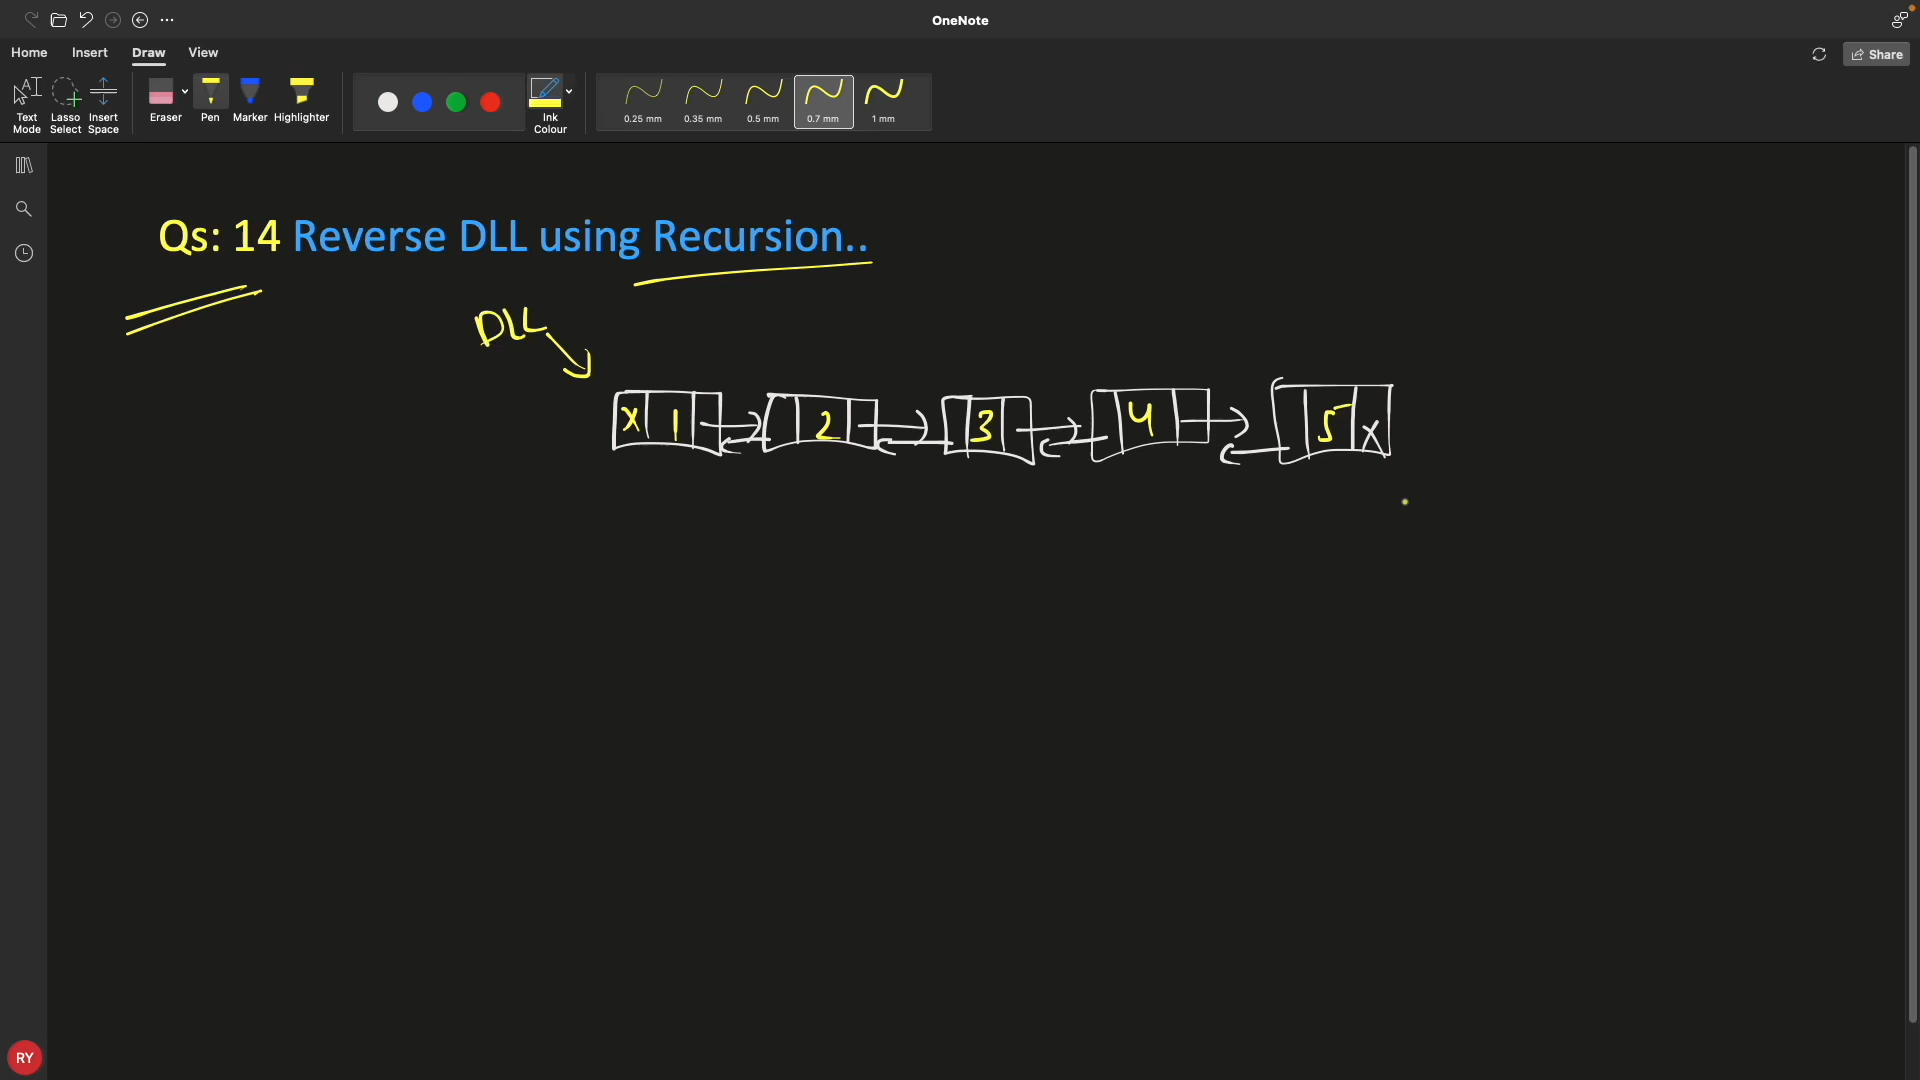 OneNote
Home Insert Draw View
Share
Text Mode
Lasso Select
Insert Space
Eraser
Pen
Marker
Highlighter
Ink Colour
0.25 mm
0.35 mm
0.5 mm
0.7 mm
1 mm
Qs: 14 Reverse DLL using Recursion..
DLL
X 1 2 3 4 5 X
RY